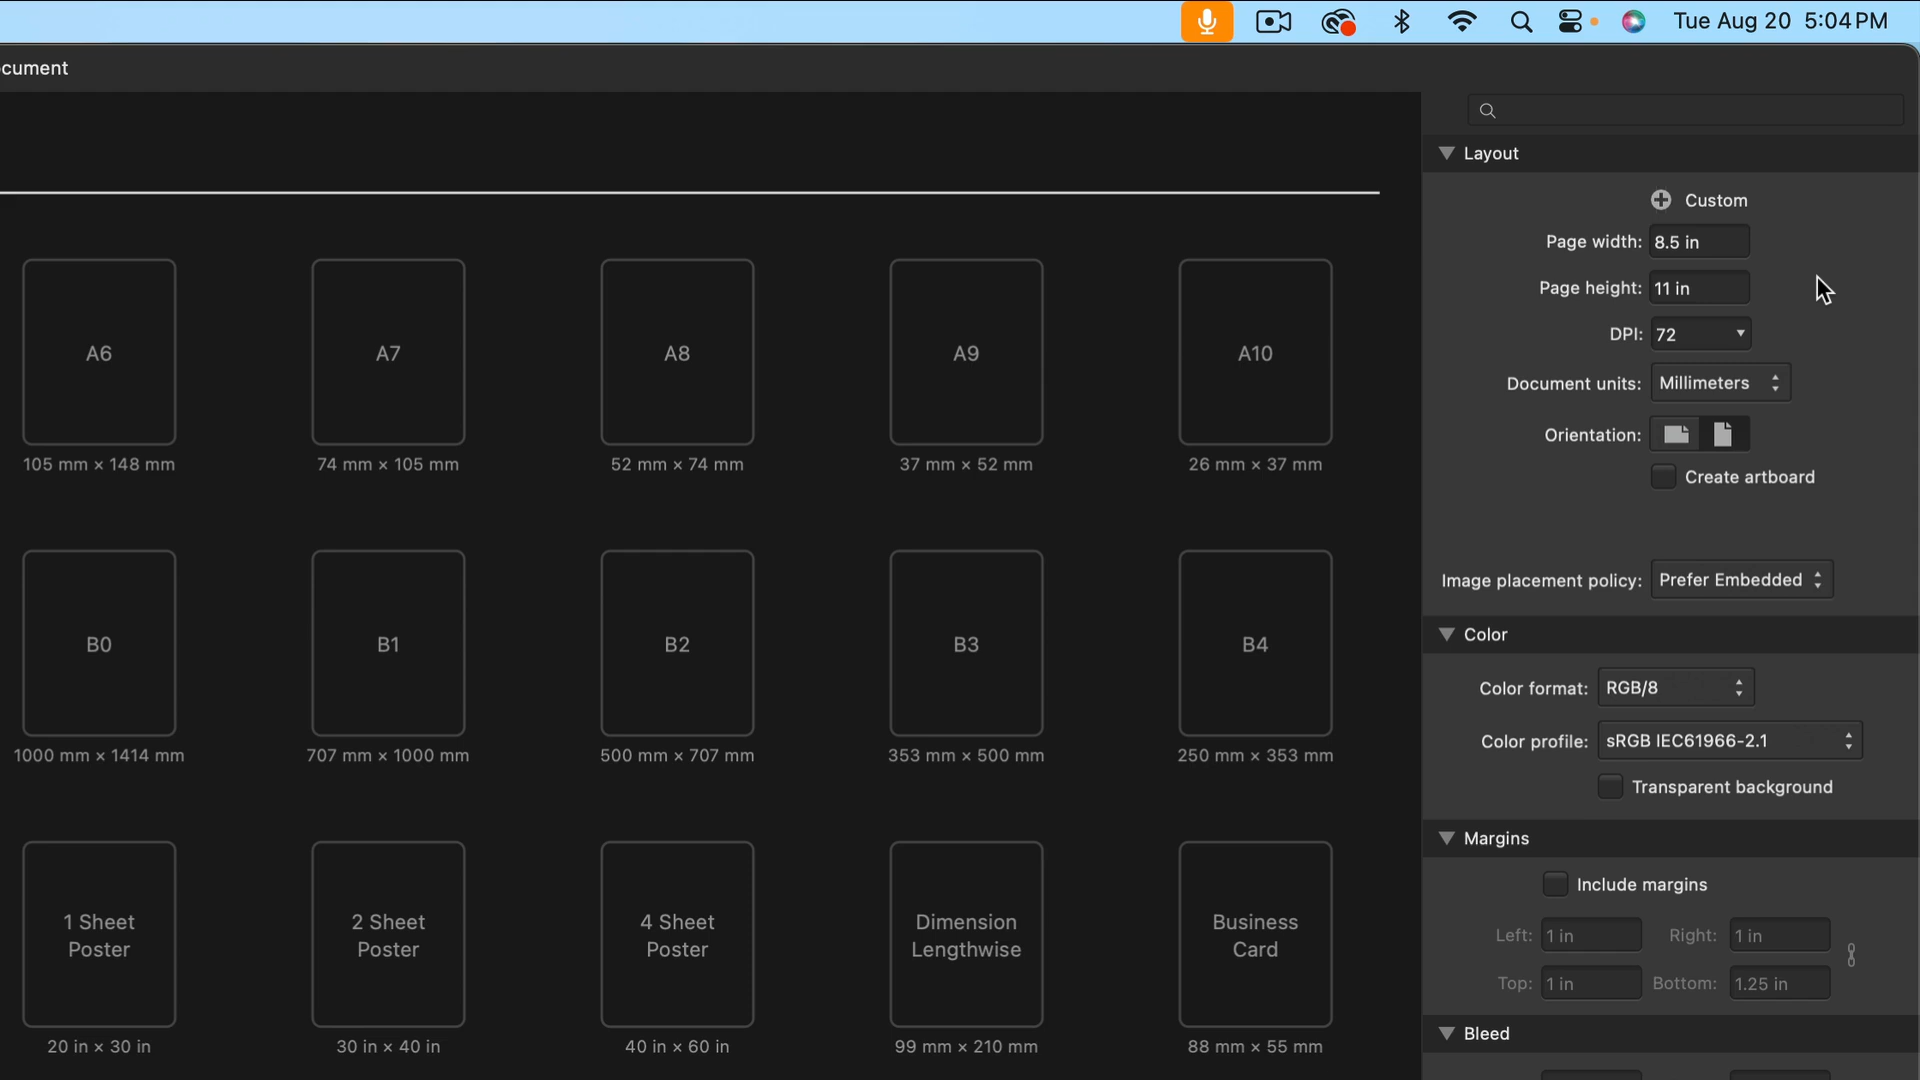 Tue Aug 20 5:04 PM
ocument
Layout
Custom
Page width: 8.5 in
Page height: 11 in
DPI: 72
Document units: Millimeters
Orientation:
Create artboard
Image placement policy: Prefer Embedded
Color
Color format: RGB/8
Color profile: sRGB IEC61966-2.1
Transparent background
Margins
Include margins
Left: 1 in Right: 1 in
Top: 1 in Bottom: 1.25 in
Bleed
A6 A7 A8 A9 A10
105 mm × 148 mm 74 mm × 105 mm 52 mm × 74 mm 37 mm × 52 mm 26 mm × 37 mm
B0 B1 B2 B3 B4
1000 mm × 1414 mm 707 mm × 1000 mm 500 mm × 707 mm 353 mm × 500 mm 250 mm × 353 mm
1 Sheet 2 Sheet 4 Sheet Dimension Business
Poster Poster Poster Lengthwise Card
20 in × 30 in 30 in × 40 in 40 in × 60 in 99 mm × 210 mm 88 mm × 55 mm